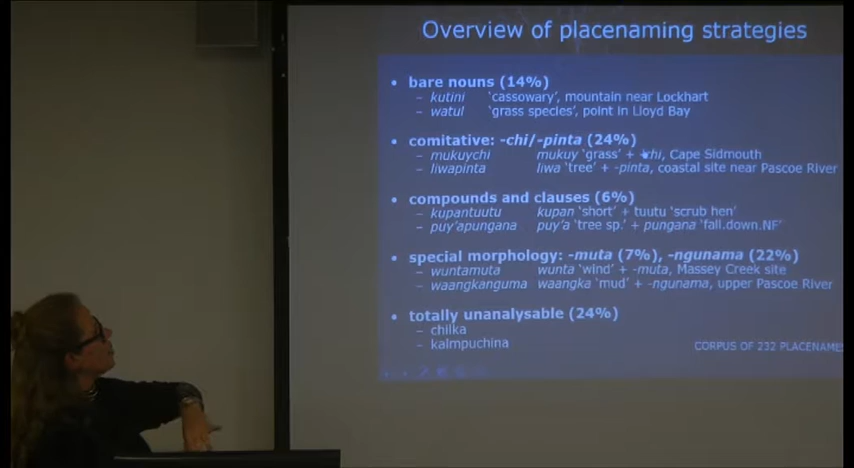 Overview of placenaming strategies
• bare nouns (14%)
– kutini 'cassowary', mountain near Lockhart
– watul 'grass species', point in Lloyd Bay
• comitative: -chi/-pinta (24%)
– mukuychi mukuy 'grass' + -chi, Cape Sidmouth
– liwapinta liwa 'tree' + -pinta, coastal site near Pascoe River
• compounds and clauses (6%)
– kupantuutu kupan 'short' + tuutu 'scrub hen'
– puy'apungana puy'a 'tree sp.' + pungana 'fall.down.NF'
• special morphology: -muta (7%), -ngunama (22%)
– wuntamuta wunta 'wind' + -muta, Massey Creek site
– waangkanguma waangka 'mud' + -ngunama, upper Pascoe River
• totally unanalysable (24%)
– chilka
– kalmpuchina
CORPUS OF 232 PLACENAMES